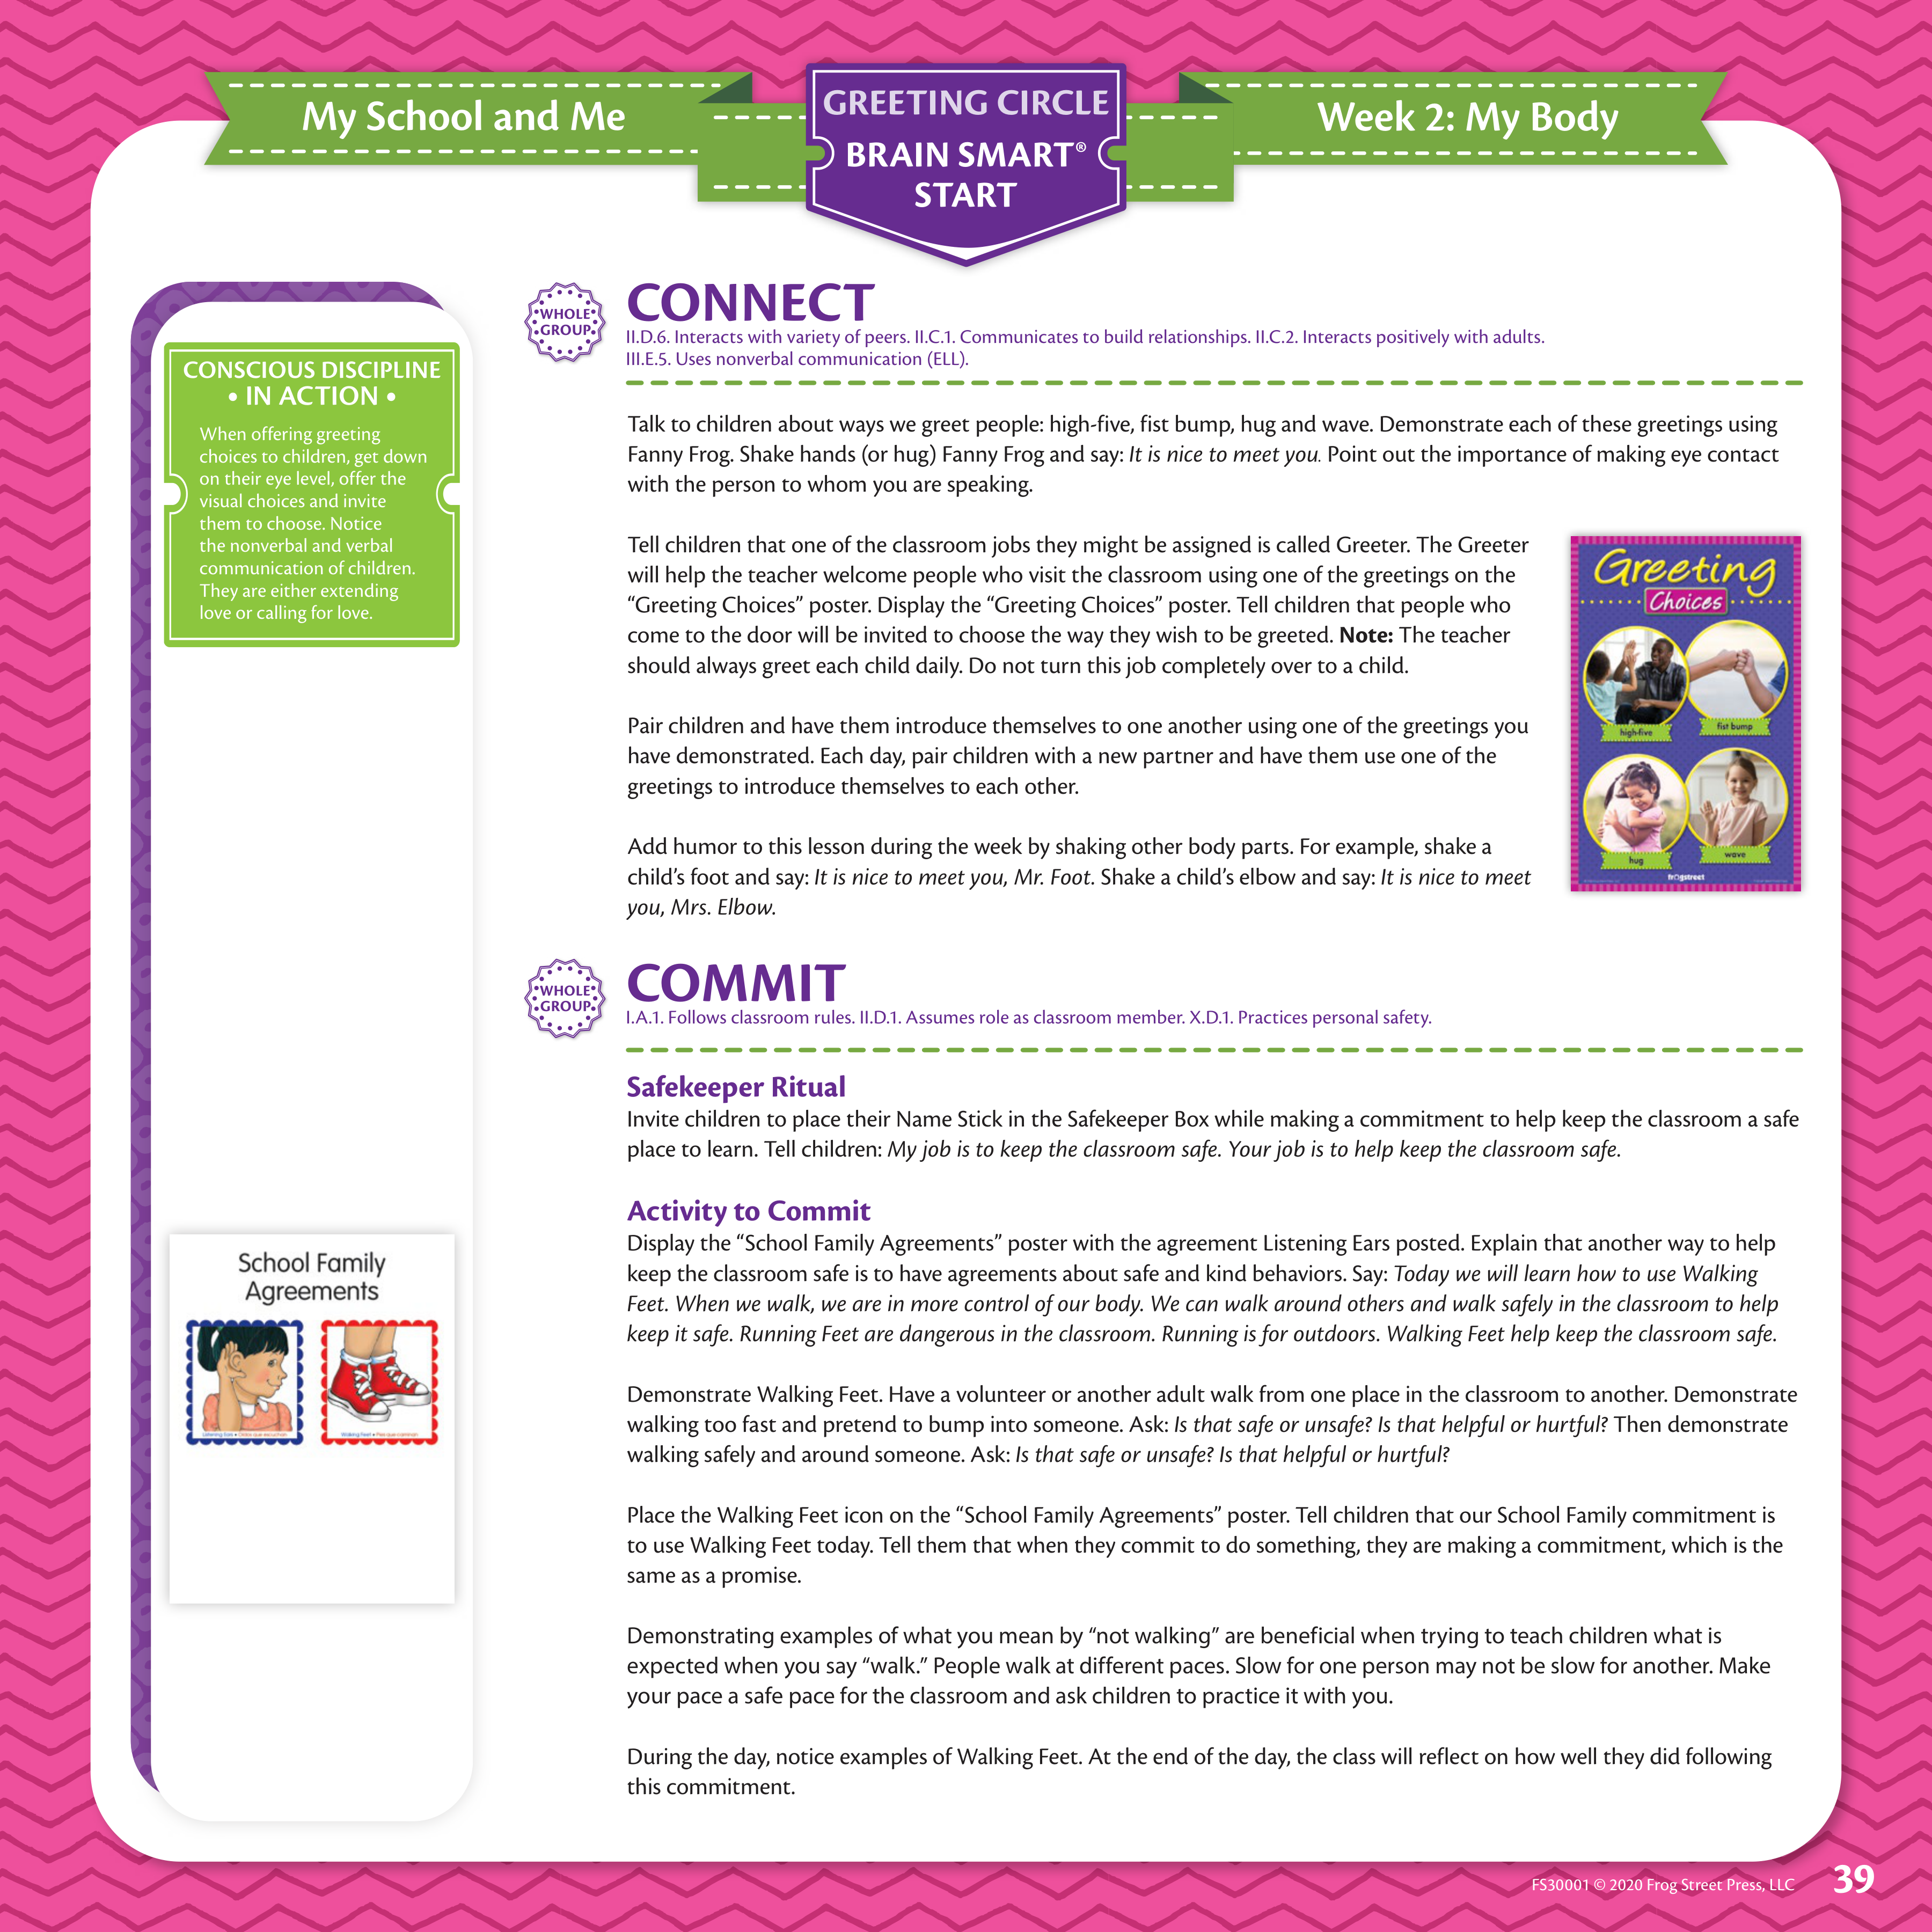 My School and Me
GREETING CIRCLE
BRAIN SMART®
START
Week 2: My Body
CONSCIOUS DISCIPLINE
• IN ACTION •
When offering greeting
choices to children, get down
on their eye level, offer the
visual choices and invite
them to choose. Notice
the nonverbal and verbal
communication of children.
They are either extending
love or calling for love.
WHOLE
GROUP
CONNECT
II.D.6. Interacts with variety of peers. II.C.1. Communicates to build relationships. II.C.2. Interacts positively with adults.
III.E.5. Uses nonverbal communication (ELL).
Talk to children about ways we greet people: high-five, fist bump, hug and wave. Demonstrate each of these greetings using
Fanny Frog. Shake hands (or hug) Fanny Frog and say: It is nice to meet you. Point out the importance of making eye contact
with the person to whom you are speaking.
Tell children that one of the classroom jobs they might be assigned is called Greeter. The Greeter
will help the teacher welcome people who visit the classroom using one of the greetings on the
“Greeting Choices” poster. Display the “Greeting Choices” poster. Tell children that people who
come to the door will be invited to choose the way they wish to be greeted. Note: The teacher
should always greet each child daily. Do not turn this job completely over to a child.
Pair children and have them introduce themselves to one another using one of the greetings you
have demonstrated. Each day, pair children with a new partner and have them use one of the
greetings to introduce themselves to each other.
Add humor to this lesson during the week by shaking other body parts. For example, shake a
child’s foot and say: It is nice to meet you, Mr. Foot. Shake a child’s elbow and say: It is nice to meet
you, Mrs. Elbow.
Greeting
Choices
high-five
fist bump
hug
wave
frogstreet
WHOLE
GROUP
COMMIT
I.A.1. Follows classroom rules. II.D.1. Assumes role as classroom member. X.D.1. Practices personal safety.
Safekeeper Ritual
Invite children to place their Name Stick in the Safekeeper Box while making a commitment to help keep the classroom a safe
place to learn. Tell children: My job is to keep the classroom safe. Your job is to help keep the classroom safe.
Activity to Commit
Display the “School Family Agreements” poster with the agreement Listening Ears posted. Explain that another way to help
keep the classroom safe is to have agreements about safe and kind behaviors. Say: Today we will learn how to use Walking
Feet. When we walk, we are in more control of our body. We can walk around others and walk safely in the classroom to help
keep it safe. Running Feet are dangerous in the classroom. Running is for outdoors. Walking Feet help keep the classroom safe.
Demonstrate Walking Feet. Have a volunteer or another adult walk from one place in the classroom to another. Demonstrate
walking too fast and pretend to bump into someone. Ask: Is that safe or unsafe? Is that helpful or hurtful? Then demonstrate
walking safely and around someone. Ask: Is that safe or unsafe? Is that helpful or hurtful?
Place the Walking Feet icon on the “School Family Agreements” poster. Tell children that our School Family commitment is
to use Walking Feet today. Tell them that when they commit to do something, they are making a commitment, which is the
same as a promise.
Demonstrating examples of what you mean by “not walking” are beneficial when trying to teach children what is
expected when you say “walk.” People walk at different paces. Slow for one person may not be slow for another. Make
your pace a safe pace for the classroom and ask children to practice it with you.
During the day, notice examples of Walking Feet. At the end of the day, the class will reflect on how well they did following
this commitment.
School Family
Agreements
Listening Ears •
Walking Feet •
FS30001 © 2020 Frog Street Press, LLC
39